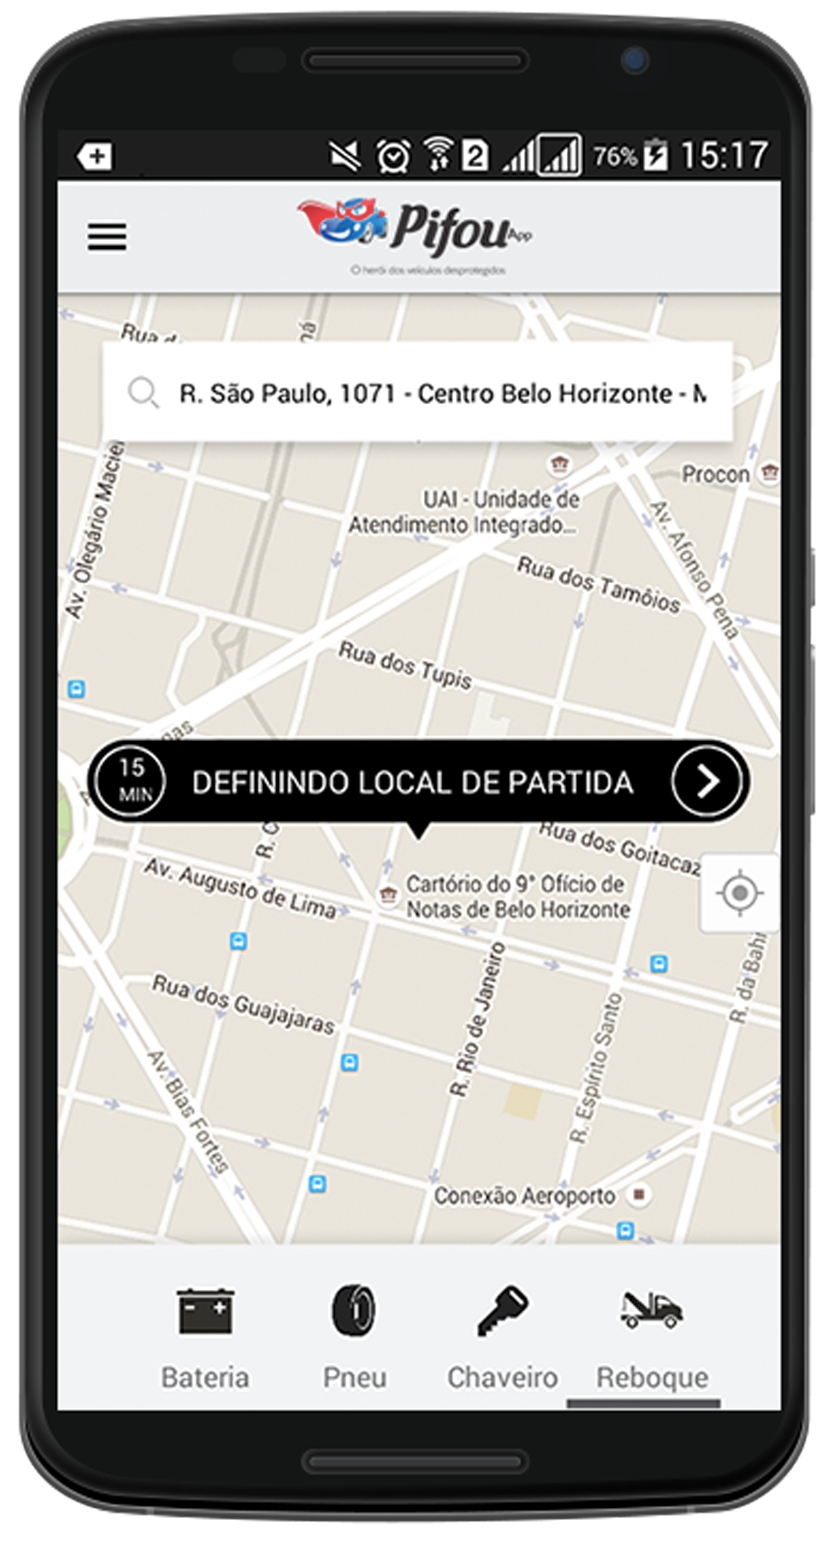 2
76%
15:17
Pifou App
O herói dos veículos desprotegidos
Rua d
R. São Paulo, 1071 - Centro Belo Horizonte - M
Av. Olegário Maciel
UAI - Unidade de
Atendimento Integrado...
Procon
Av. Afonso Pena
Rua dos Tamôios
Rua dos Tupis
nas
15
MIN
DEFININDO LOCAL DE PARTIDA
R. C
Rua dos Goitacaz
Av. Augusto de Lima
Cartório do 9° Ofício de
Notas de Belo Horizonte
R. da Bahi
Rua dos Guajajaras
R. Rio de Janeiro
R. Espírito Santo
Av. Bias Fortes
Conexão Aeroporto
Bateria
Pneu
Chaveiro
Reboque